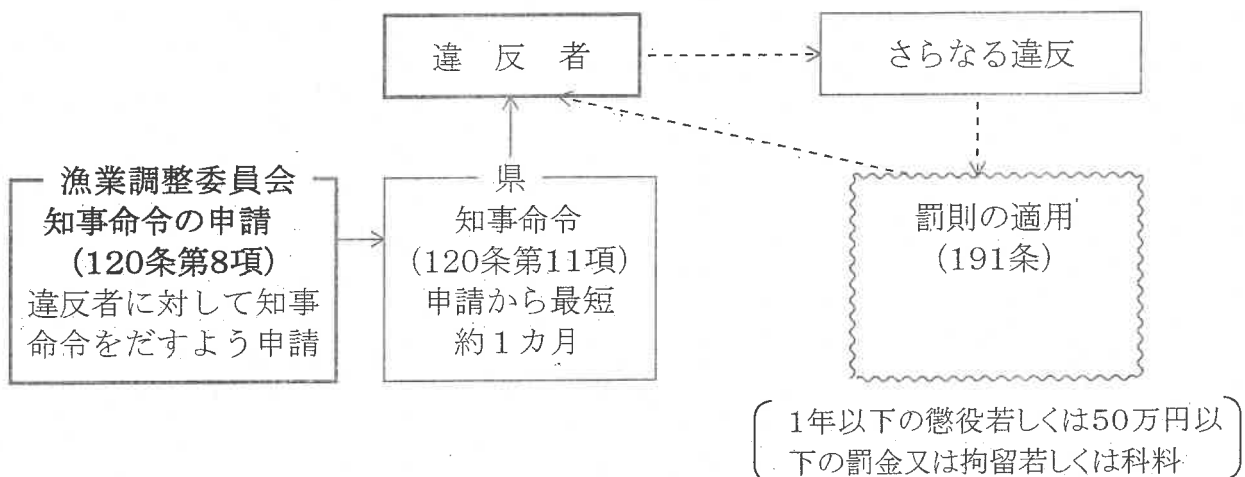 違反者
さらなる違反
漁業調整委員会
知事命令の申請
(120条第8項)
違反者に対して知事
命令をだすよう申請
県
知事命令
(120条第11項)
申請から最短
約1カ月
罰則の適用
(191条)
1年以下の懲役若しくは50万円以
下の罰金又は拘留若しくは科料